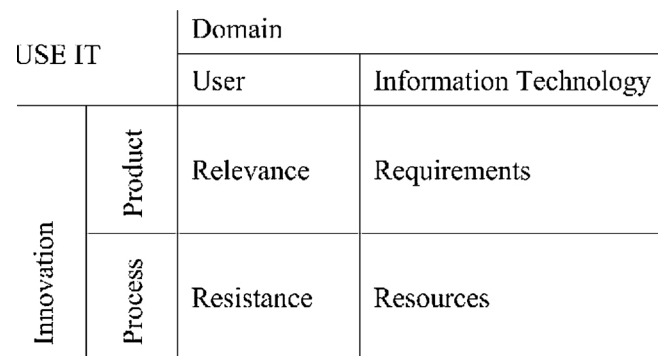 USE IT
Domain
User Information Technology
Innovation
Product
Relevance Requirements
Process
Resistance Resources